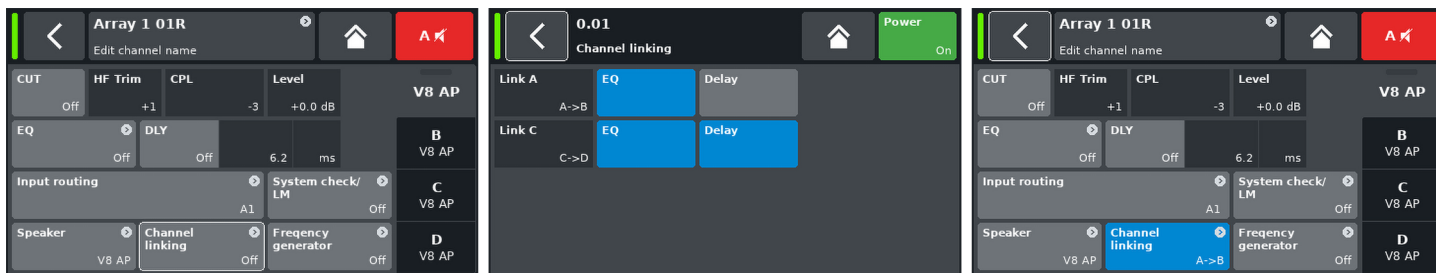 Array 1 01R
Edit channel name
A
CUT
Off
HF Trim
+1
CPL
-3
Level
+0.0 dB
V8 AP
EQ
Off
DLY
Off
6.2 ms
B
V8 AP
Input routing
A1
System check/
LM
Off
C
V8 AP
Speaker
V8 AP
Channel
linking
Off
Freqency
generator
Off
D
V8 AP
0.01
Channel linking
Power
On
Link A
A->B
EQ
Delay
Link C
C->D
EQ
Delay
Array 1 01R
Edit channel name
A
CUT
Off
HF Trim
+1
CPL
-3
Level
+0.0 dB
V8 AP
EQ
Off
DLY
Off
6.2 ms
B
V8 AP
Input routing
A1
System check/
LM
Off
C
V8 AP
Speaker
V8 AP
Channel
linking
A->B
Freqency
generator
Off
D
V8 AP